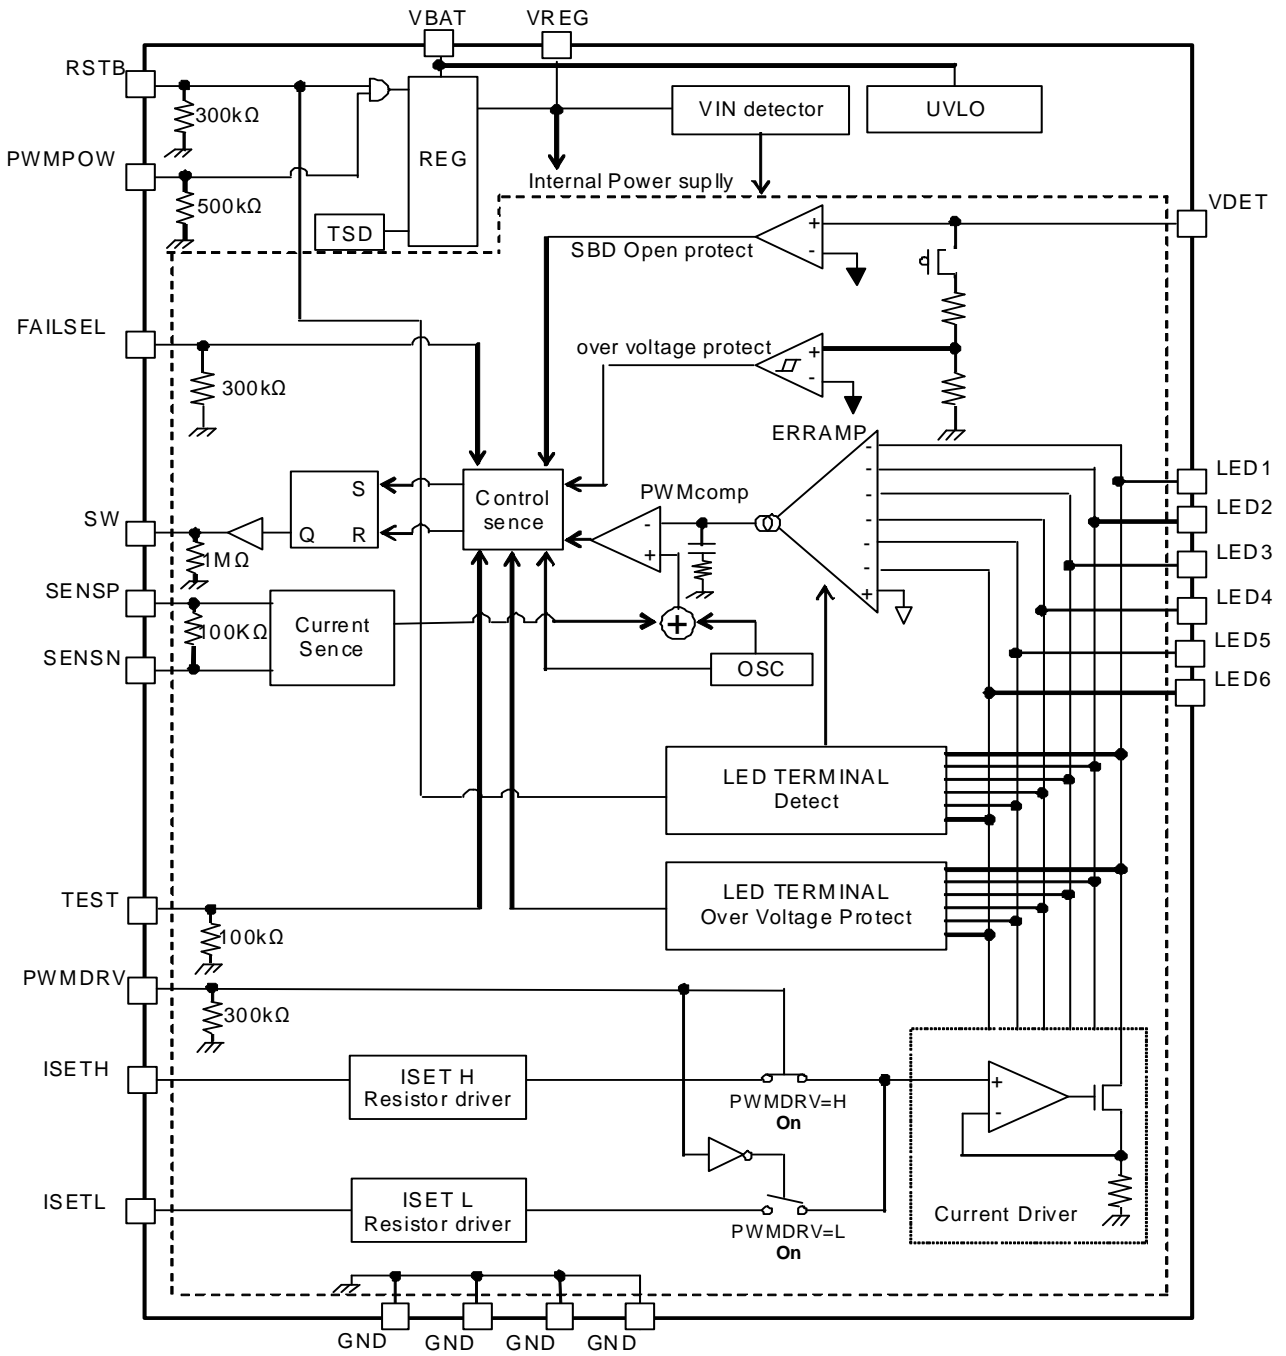 VBAT
VREG
RSTB
300kΩ
VIN detector
UVLO
PWMPOW
REG
Internal Power suplly
500kΩ
TSD
VDET
+
-
SBD Open protect
FAILSEL
over voltage protect
+
-
300kΩ
ERRAMP
-
-
-
-
-
-
+
LED1
LED2
LED3
LED4
LED5
LED6
S
Q
R
Control
sence
PWMcomp
-
+
SW
1MΩ
SENSP
100KΩ
SENSN
Current
Sence
+
OSC
LED TERMINAL
Detect
TEST
100kΩ
LED TERMINAL
Over Voltage Protect
PWMDRV
300kΩ
ISETH
ISET H
Resistor driver
PWMDRV=H
On
+
-
Current Driver
ISETL
ISET L
Resistor driver
PWMDRV=L
On
GND
GND
GND
GND